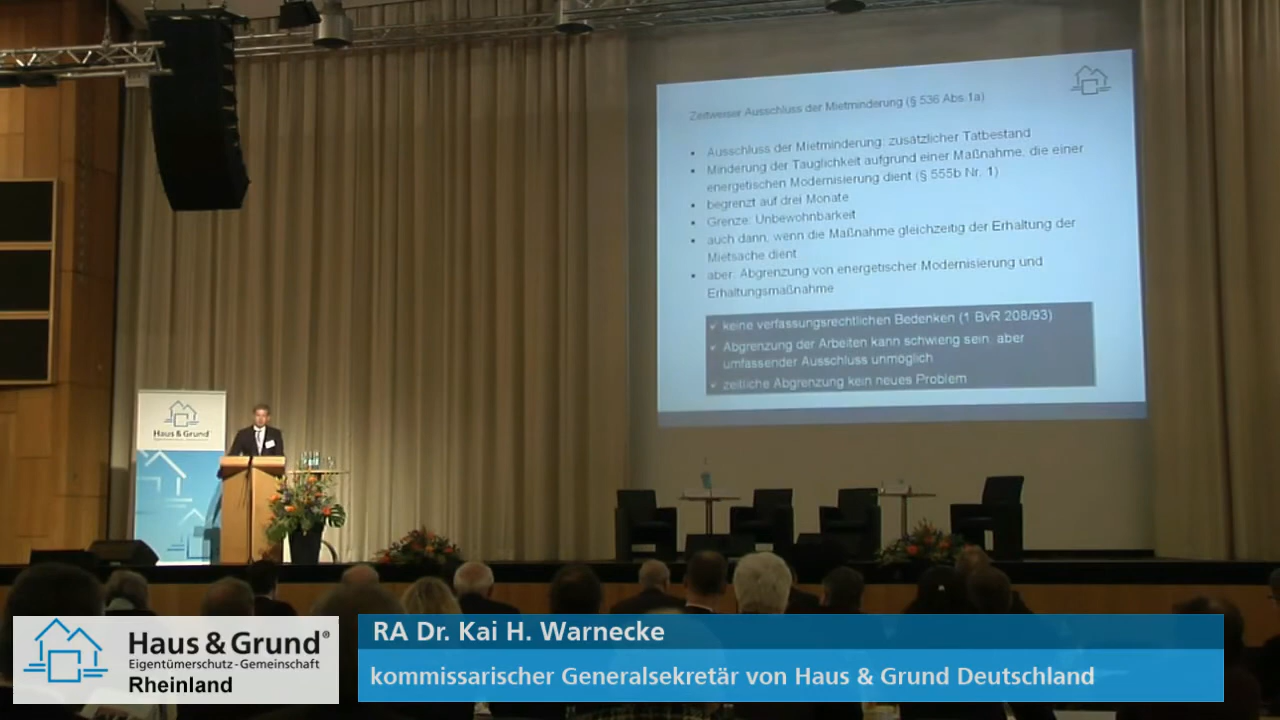 Zeitweiser Ausschluss der Mietminderung (§ 536 Abs.1a)
• Ausschluss der Mietminderung: zusätzlicher Tatbestand
• Minderung der Tauglichkeit aufgrund einer Maßnahme, die einer
energetischen Modernisierung dient (§ 555b Nr. 1)
• begrenzt auf drei Monate
• Grenze: Unbewohnbarkeit
• auch dann, wenn die Maßnahme gleichzeitig der Erhaltung der
Mietsache dient
• aber: Abgrenzung von energetischer Modernisierung und
Erhaltungsmaßnahme
✓ keine verfassungsrechtlichen Bedenken (1 BvR 208/93)
✓ Abgrenzung der Arbeiten kann schwierig sein, aber
umfassender Ausschluss unmöglich
✓ zeitliche Abgrenzung kein neues Problem
Haus & Grund®
Haus & Grund®
Eigentümerschutz-Gemeinschaft
Rheinland
RA Dr. Kai H. Warnecke
kommissarischer Generalsekretär von Haus & Grund Deutschland